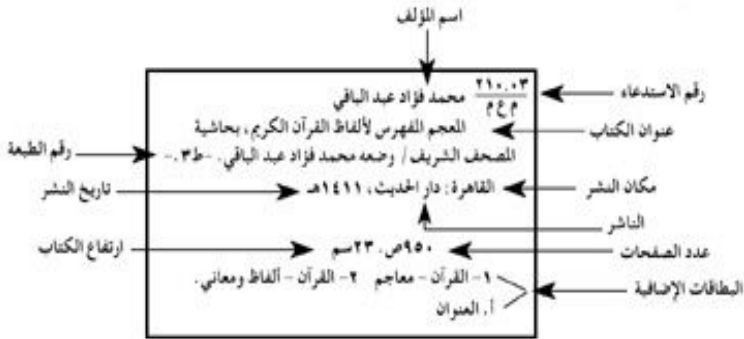 اسم المؤلف
٢١٠.٠٣ محمد فؤاد عبد الباقي
م ع م
رقم الاستدعاء
المعجم المفهرس لألفاظ القرآن الكريم، بحاشية
عنوان الكتاب
المصحف الشريف / وضعه محمد فؤاد عبد الباقي. -ط٣.-
رقم الطبعة
القاهرة: دار الحديث، ١٤١١هـ
مكان النشر
تاريخ النشر
الناشر
٩٥٠ص. ٢٣سم
عدد الصفحات
ارتفاع الكتاب
١- القرآن - معاجم ٢- القرآن - ألفاظ ومعاني.
البطاقات الإضافية
أ. العنوان